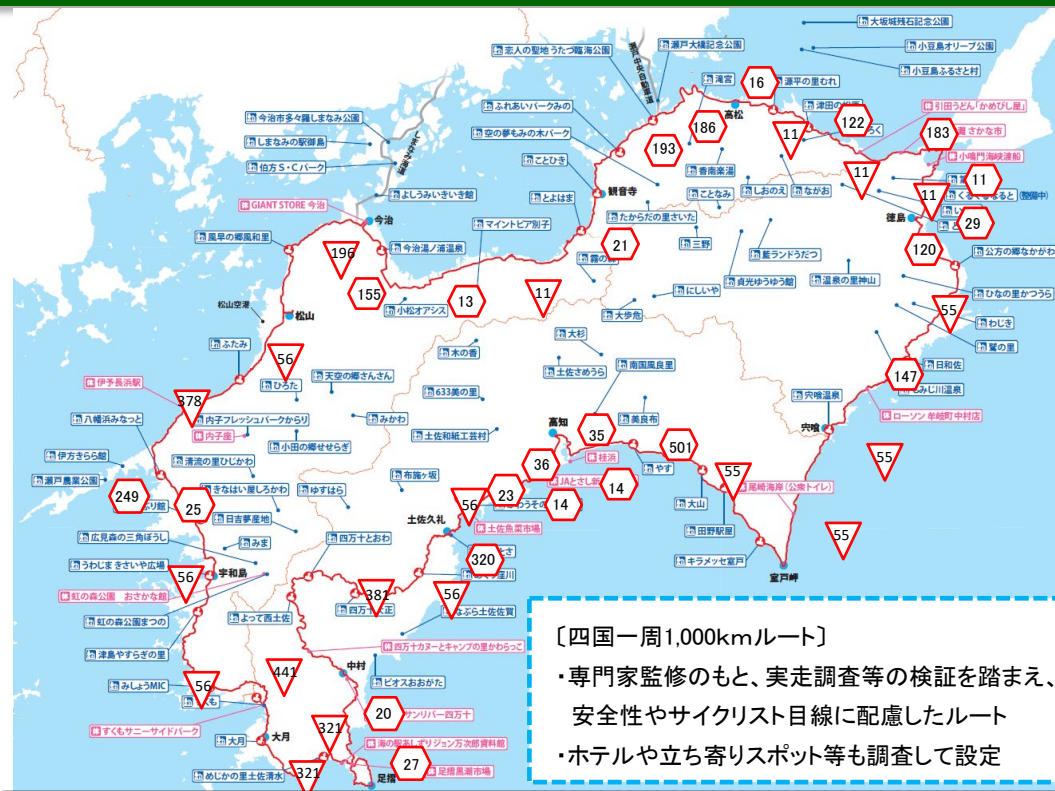 大坂城残石記念公園
恋人の聖地 うたづ臨海公園
瀬戸大橋記念公園
小豆島オリーブ公園
小豆島ふるさと村
瀬戸中央自動車道
滝宮
16
源平の里むれ
ふれあいパークみの
高松
津田の松原
引田うどん「かめびし屋」
今治市多々羅しまなみ公園
しまなみの駅御島
伯方S・Cパーク
しまなみ海道
空の夢もみの木パーク
186
122
11
183
さかな市
193
小鳴門海峡渡船
ことひき
香南楽湯
11
11
よしうみいきいき館
観音寺
しおのえ
ながお
くるくるなると(整備中)
GIANT STORE 今治
とよはま
ことなみ
11
今治
マイントピア別子
たからだの里さいた
徳島
29
風早の郷風和里
三野
藍ランドうだつ
120
公方の郷なかがわ
196
今治湯ノ浦温泉
21
貞光ゆうゆう館
温泉の里神山
155
13
11
にしいや
ひなの里かつうら
松山空港
小松オアシス
大歩危
55
わじき
松山
大杉
鷲の里
ふたみ
木の香
土佐さめうら
南国風良里
日和佐
56
ひろた
天空の郷さんさん
147
伊予長浜駅
633美の里
穴喰温泉
378
八幡浜みなっと
内子フレッシュパークからり
みかわ
美良布
ローソン 牟岐町 中村店
内子座
小田の郷せせらぎ
土佐和紙工芸村
高知
35
穴喰
伊方きらら館
清流の里ひじかわ
36
桂浜
やす
501
55
瀬戸農業公園
布施ヶ坂
55
249
25
きなはい屋しろかわ
ゆすはら
23
14
尾崎海岸(公衆トイレ)
日吉夢産地
土佐久礼
56
14
大山
広見森の三角ぼうし
みま
四万十とおわ
土佐魚菜市場
田野駅屋
55
うわじま きさいや広場
320
キラメッセ室戸
56
宇和島
室戸岬
虹の森公園 おさかな館
381
56
虹の森公園まつの
よって西土佐
四万十大正
なぶら土佐佐賀
津島やすらぎの里
四万十カヌーとキャンプの里かわらっこ
441
中村
ビオスおおがた
みしょうMIC
56
すくもサニーサイドパーク
20
サンリバー四万十
大月
大月
321
海の駅あしずりジョン万次郎資料館
めじかの里土佐清水
321
27
足摺黒潮市場
足摺
〔四国一周1,000kmルート〕
・専門家監修のもと、実走調査等の検証を踏まえ、
安全性やサイクリスト目線に配慮したルート
・ホテルや立ち寄りスポット等も調査して設定